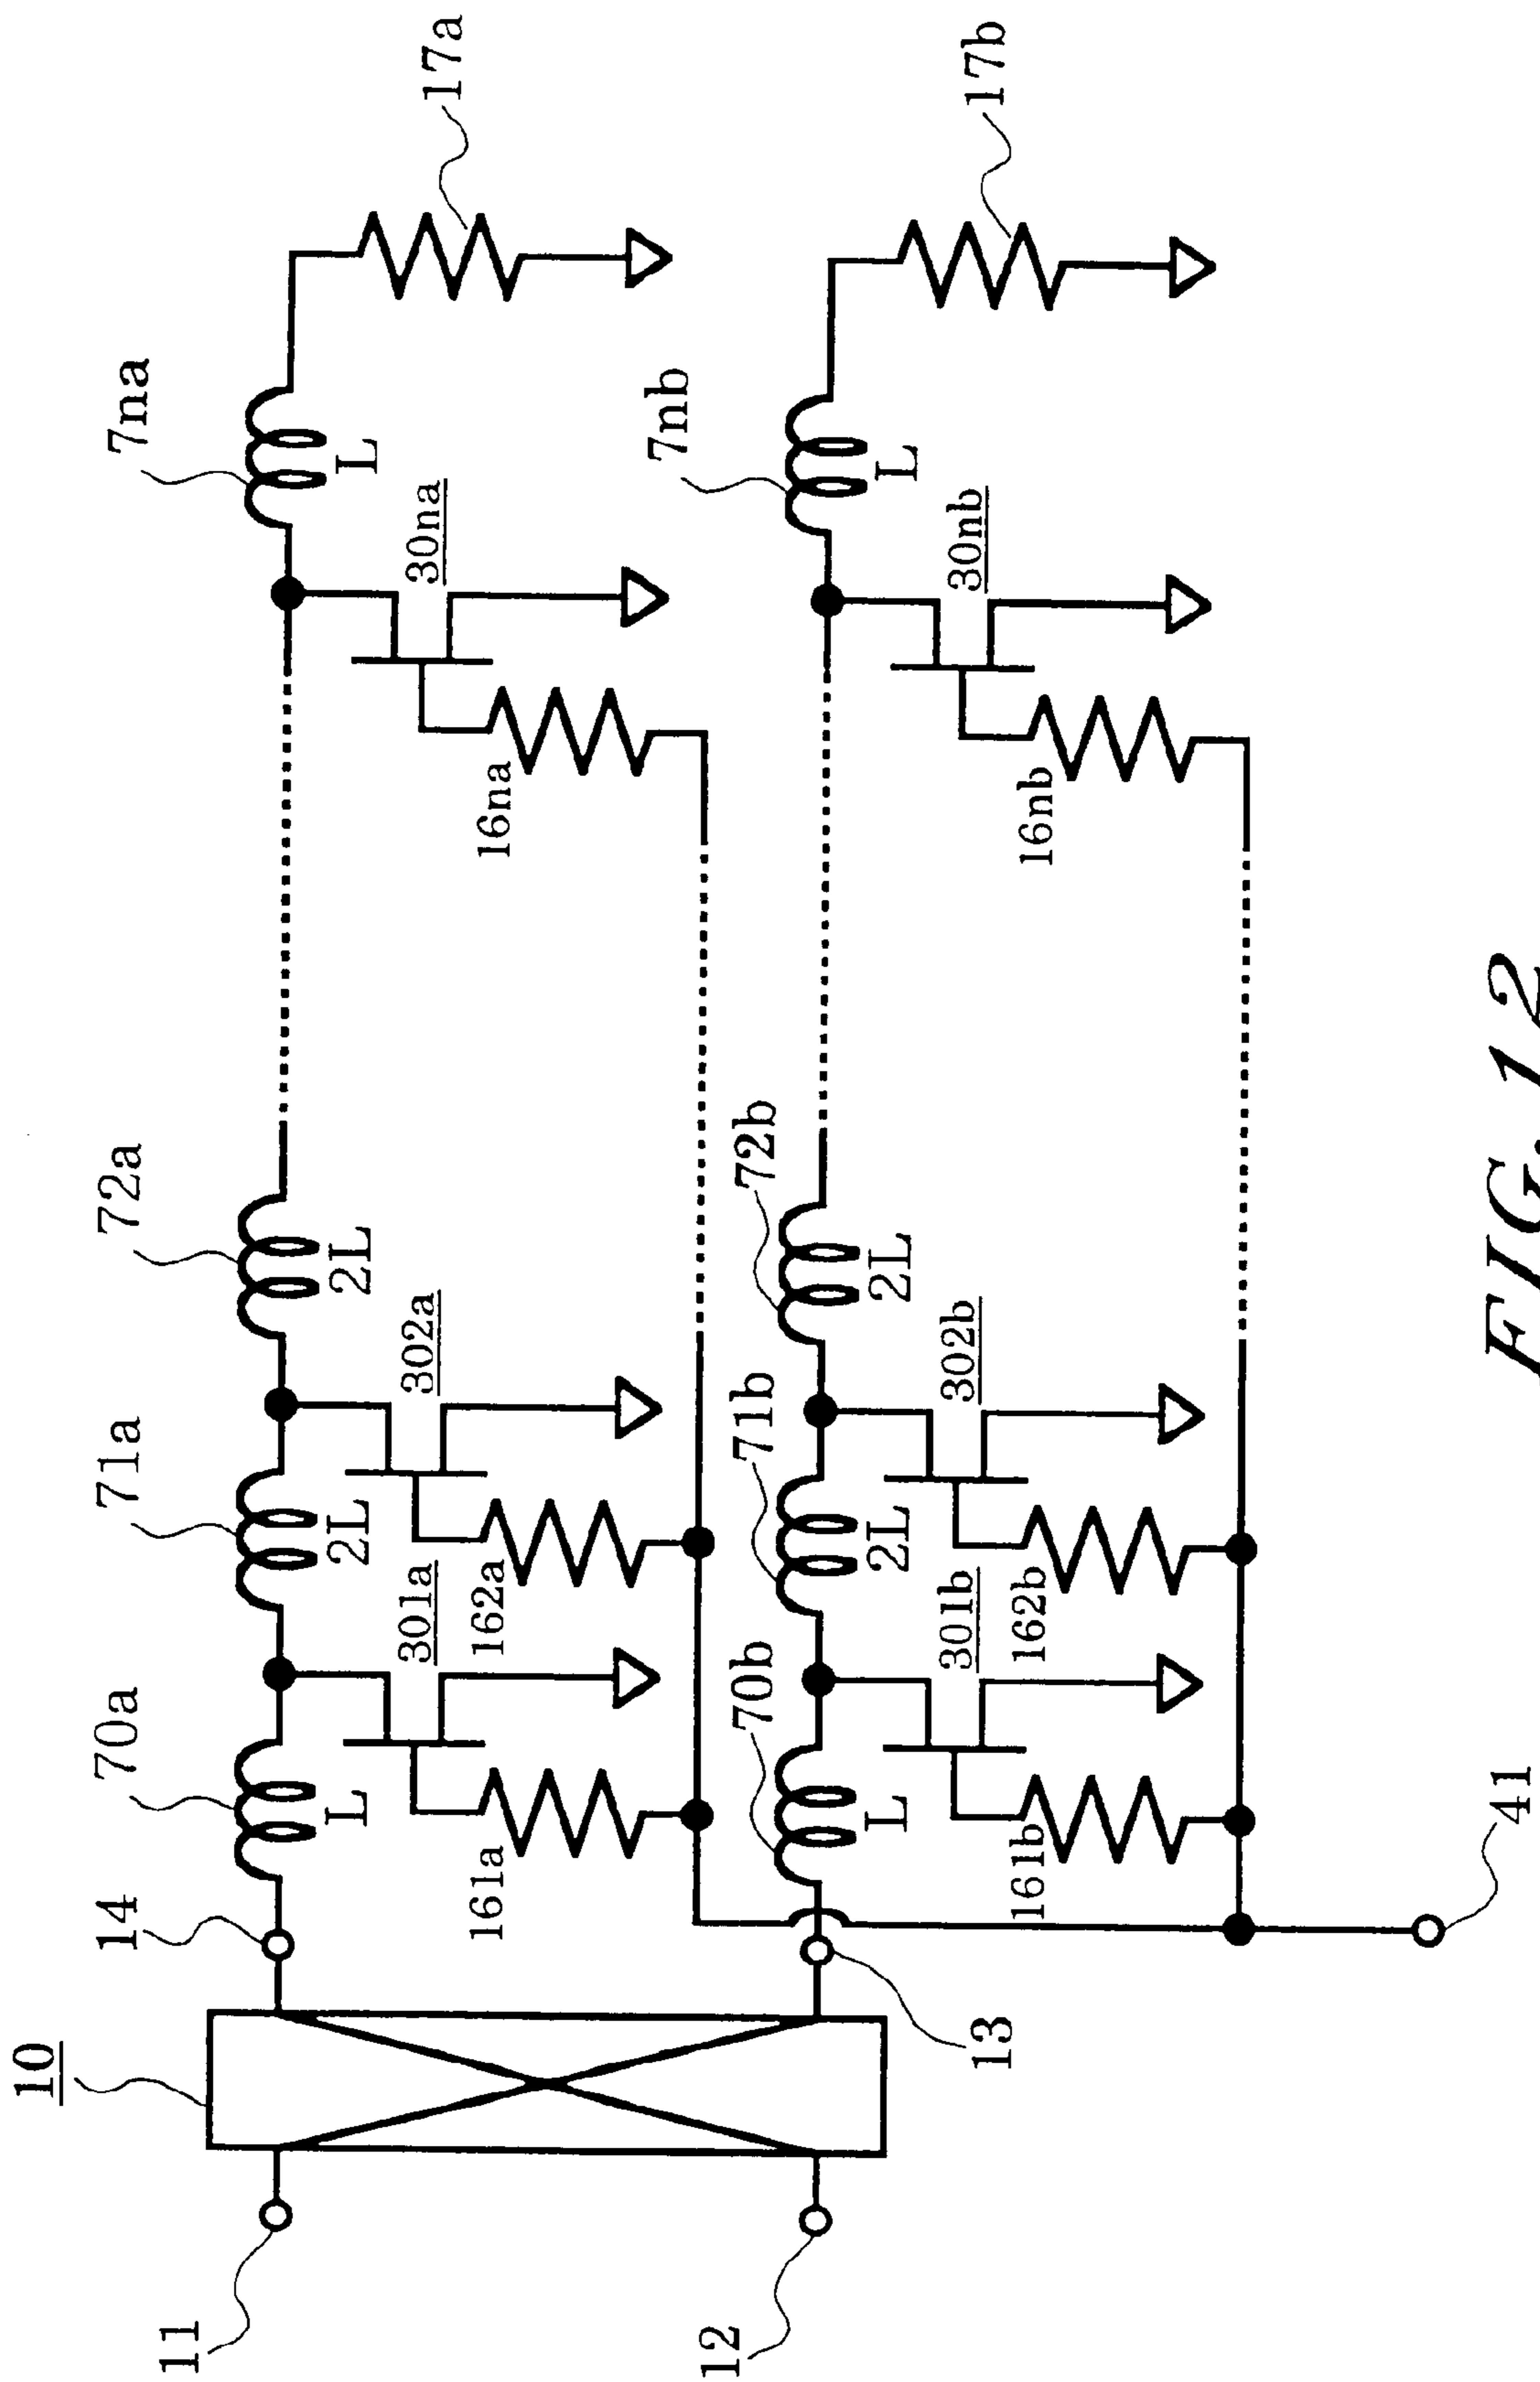 10
11
12
14
13
41
70a
L
71a
2L
72a
2L
7na
L
17a
301a
302a
30na
161a
162a
16na
70b
L
71b
2L
72b
2L
7nb
L
17b
301b
302b
30nb
161b
162b
16nb
FIG. 12